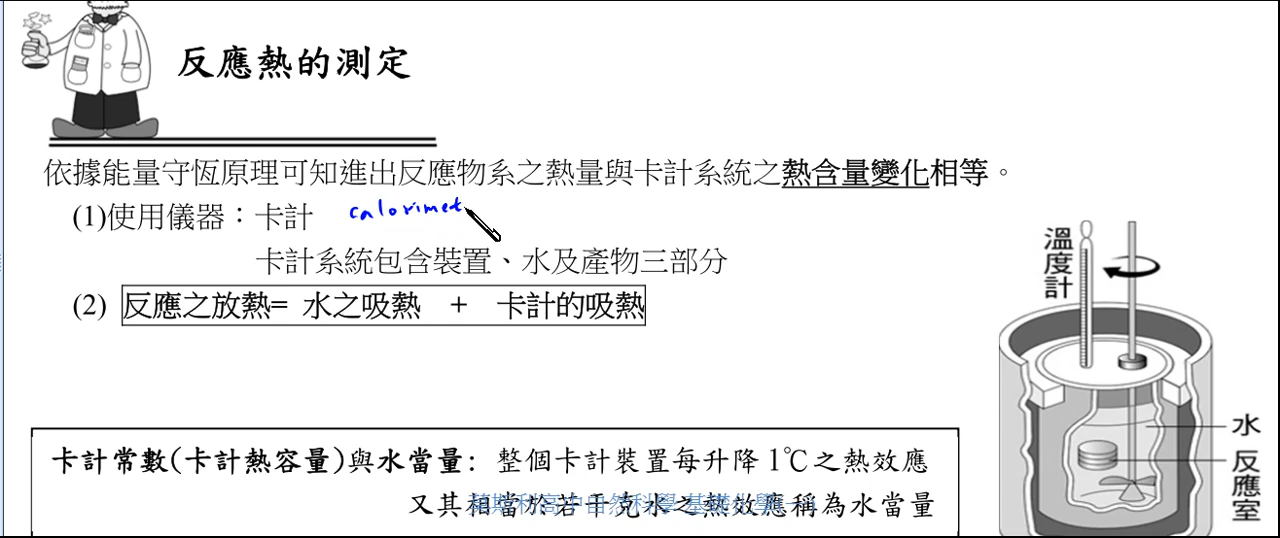 反應熱的測定
依據能量守恆原理可知進出反應物系之熱量與卡計系統之熱含量變化相等。
(1)使用儀器：卡計 calorimet
卡計系統包含裝置、水及產物三部分
(2) 反應之放熱= 水之吸熱 + 卡計的吸熱
溫度計
水
反應室
卡計常數(卡計熱容量)與水當量: 整個卡計裝置每升降 1℃之熱效應
又其相當於若干克水之熱效應稱為水當量